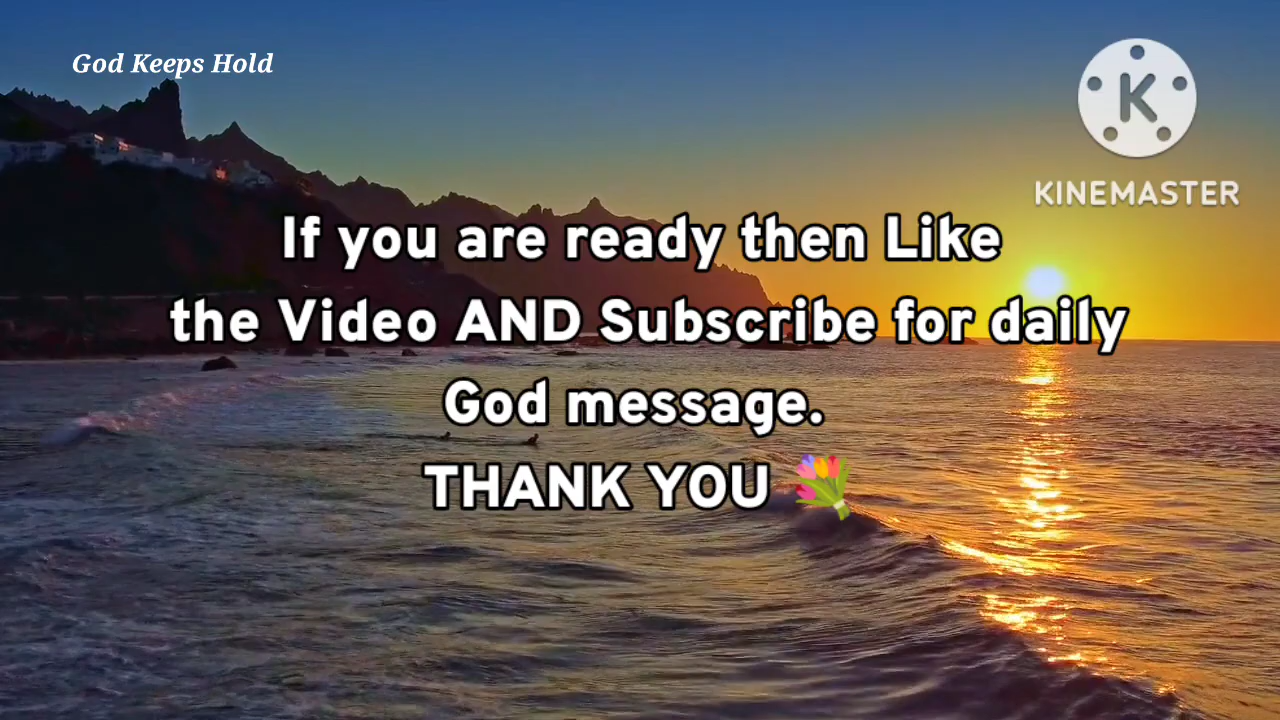 God Keeps Hold
K
KINEMASTER
If you are ready then Like
the Video AND Subscribe for daily
God message.
THANK YOU 💐